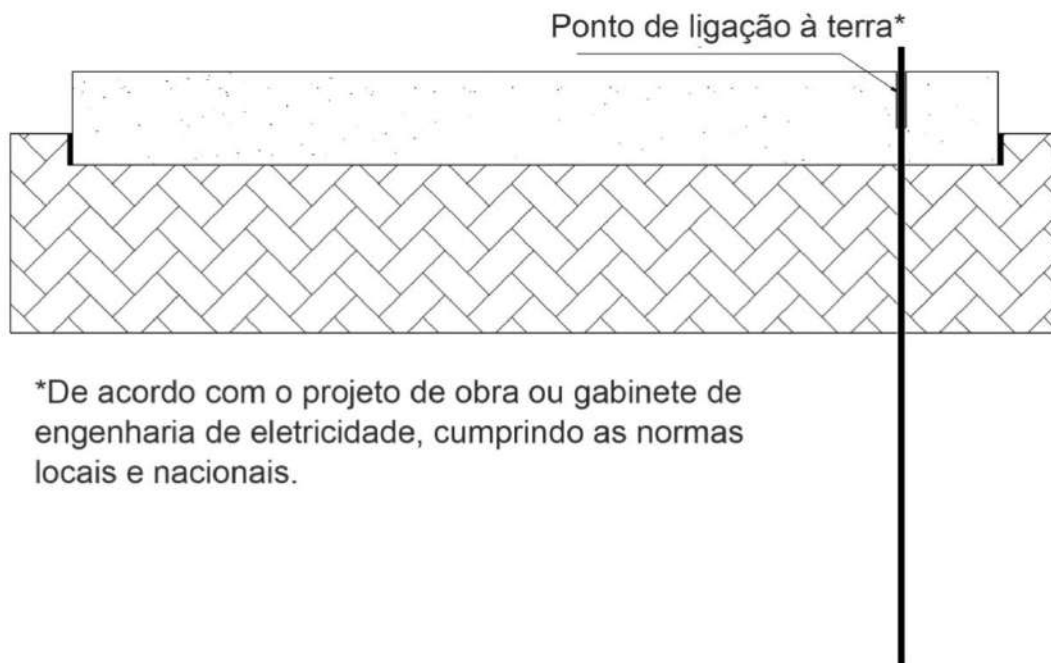 Ponto de ligação à terra*
*De acordo com o projeto de obra ou gabinete de
engenharia de eletricidade, cumprindo as normas
locais e nacionais.